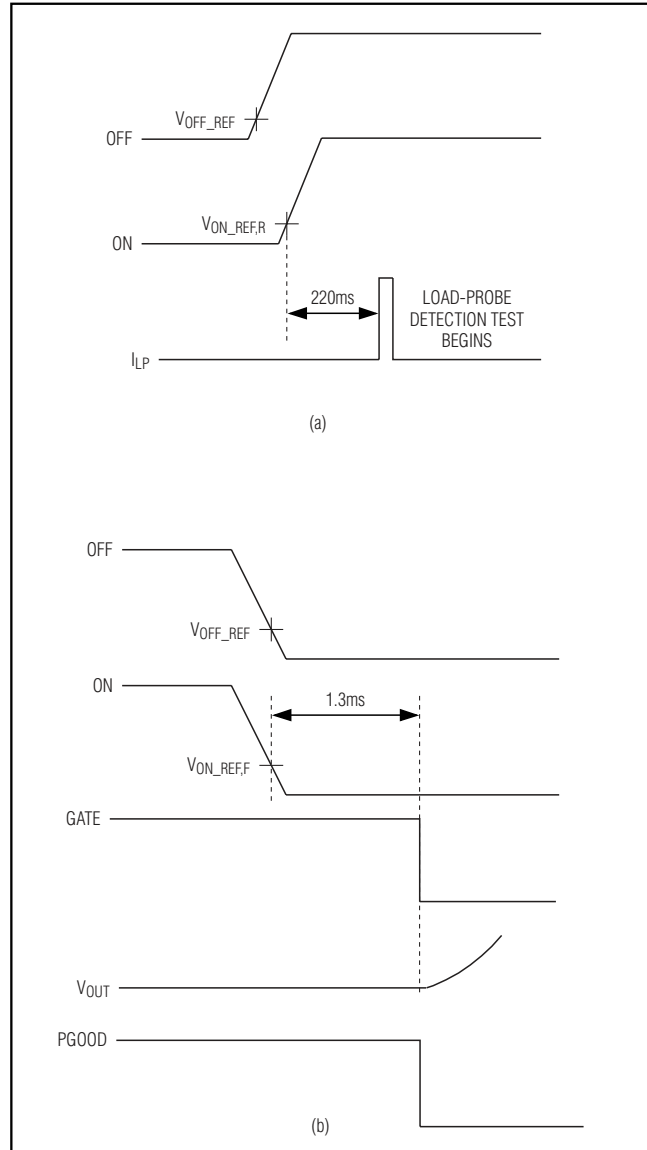 VOFF_REF
OFF
VON_REF,R
ON
220ms
LOAD-PROBE
DETECTION TEST
BEGINS
ILP
(a)
OFF
VOFF_REF
ON
1.3ms
VON_REF,F
GATE
VOUT
PGOOD
(b)